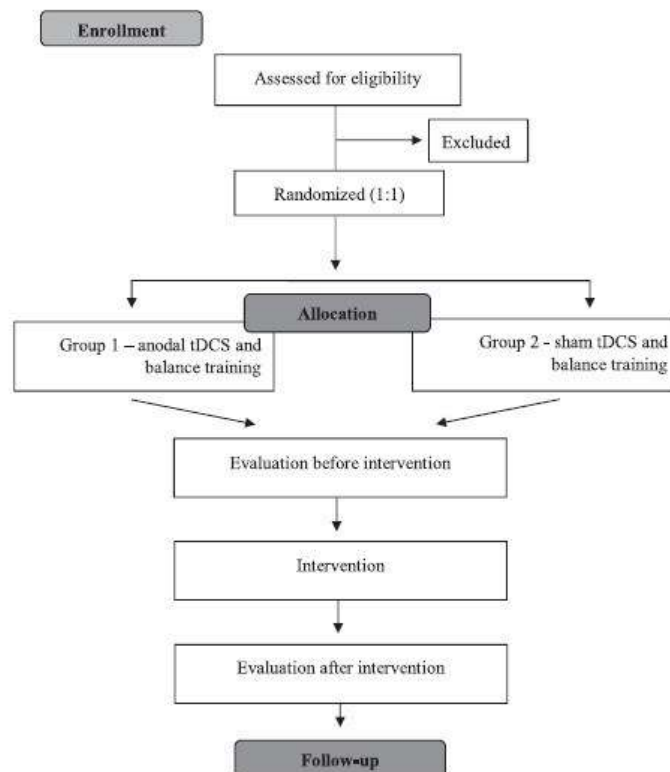 Enrollment
Assessed for eligibility
Excluded
Randomized (1:1)
Allocation
Group 1 – anodal tDCS and
balance training
Group 2 - sham tDCS and
balance training
Evaluation before intervention
Intervention
Evaluation after intervention
Follow-up